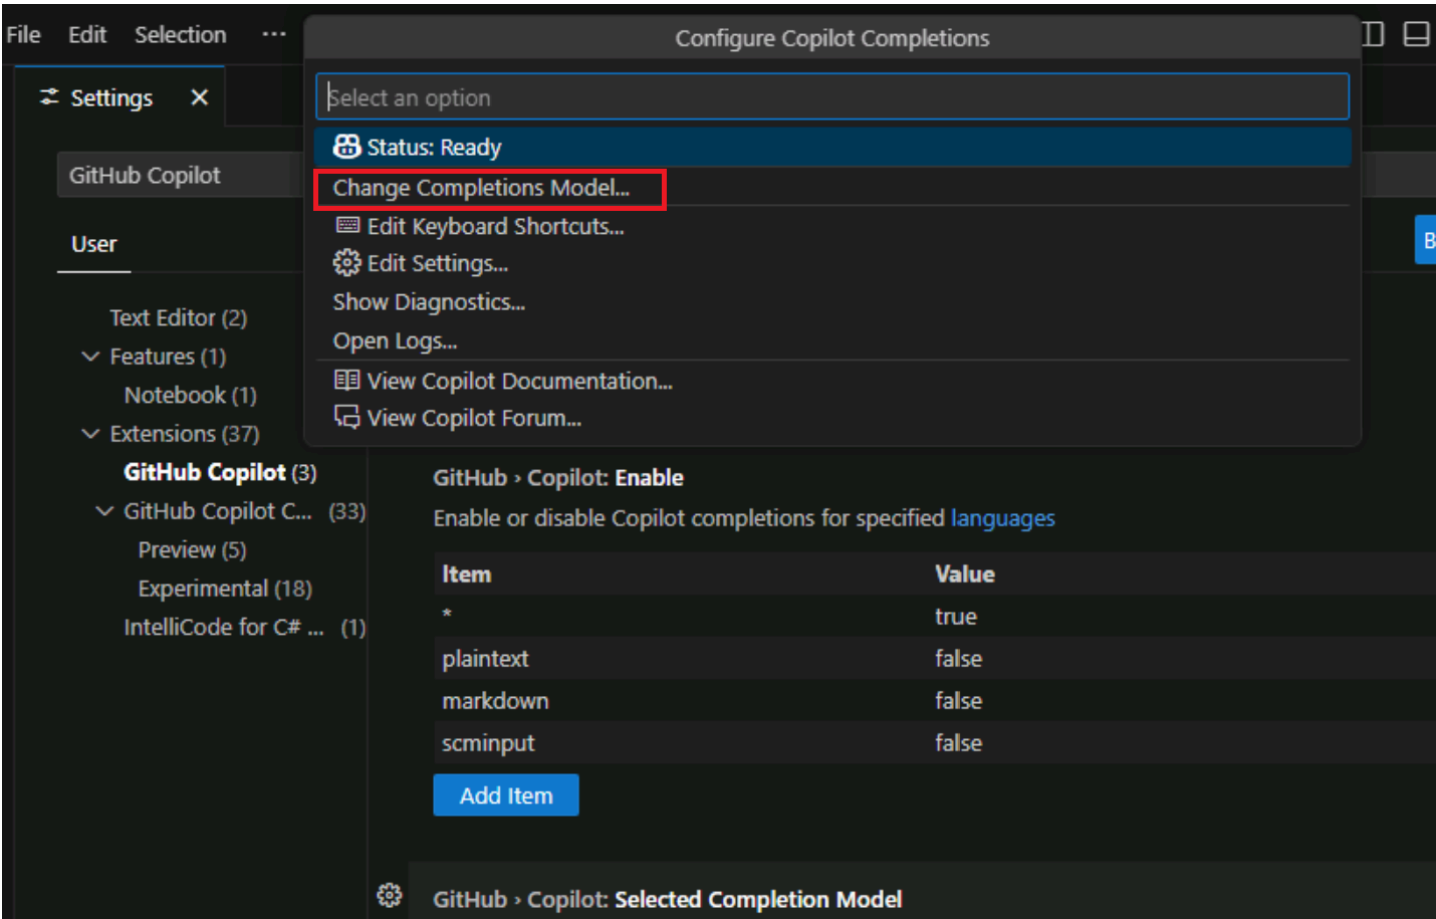 File Edit Selection ···
Configure Copilot Completions
Settings
Select an option
Status: Ready
Change Completions Model...
Edit Keyboard Shortcuts...
Edit Settings...
Show Diagnostics...
Open Logs...
View Copilot Documentation...
View Copilot Forum...
GitHub Copilot
User
B
Text Editor (2)
Features (1)
Notebook (1)
Extensions (37)
GitHub Copilot (3)
GitHub Copilot C... (33)
Preview (5)
Experimental (18)
IntelliCode for C# ... (1)
GitHub › Copilot: Enable
Enable or disable Copilot completions for specified languages
Item Value
* true
plaintext false
markdown false
scminput false
Add Item
GitHub › Copilot: Selected Completion Model